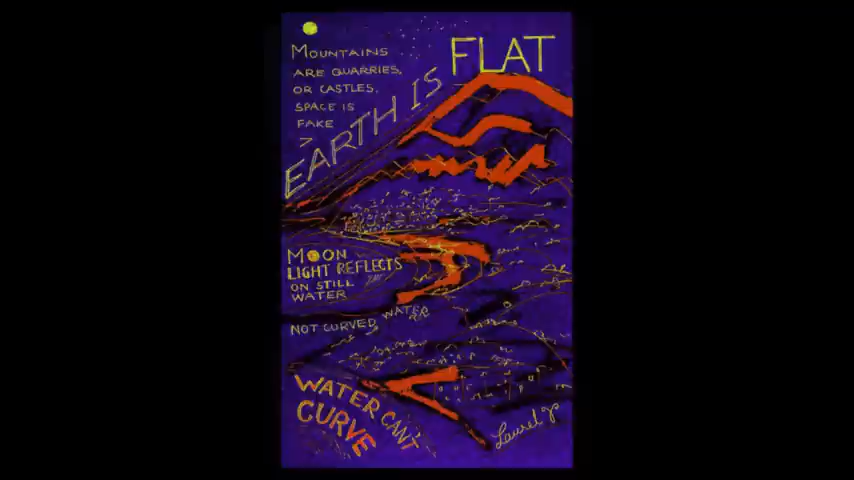 MOUNTAINS
ARE QUARRIES,
OR CASTLES.
SPACE IS
FAKE
>
EARTH IS FLAT
MOON
LIGHT REFLECTS
ON STILL
WATER
NOT CURVED WATER
WATER CAN'T
CURVE
Laurel